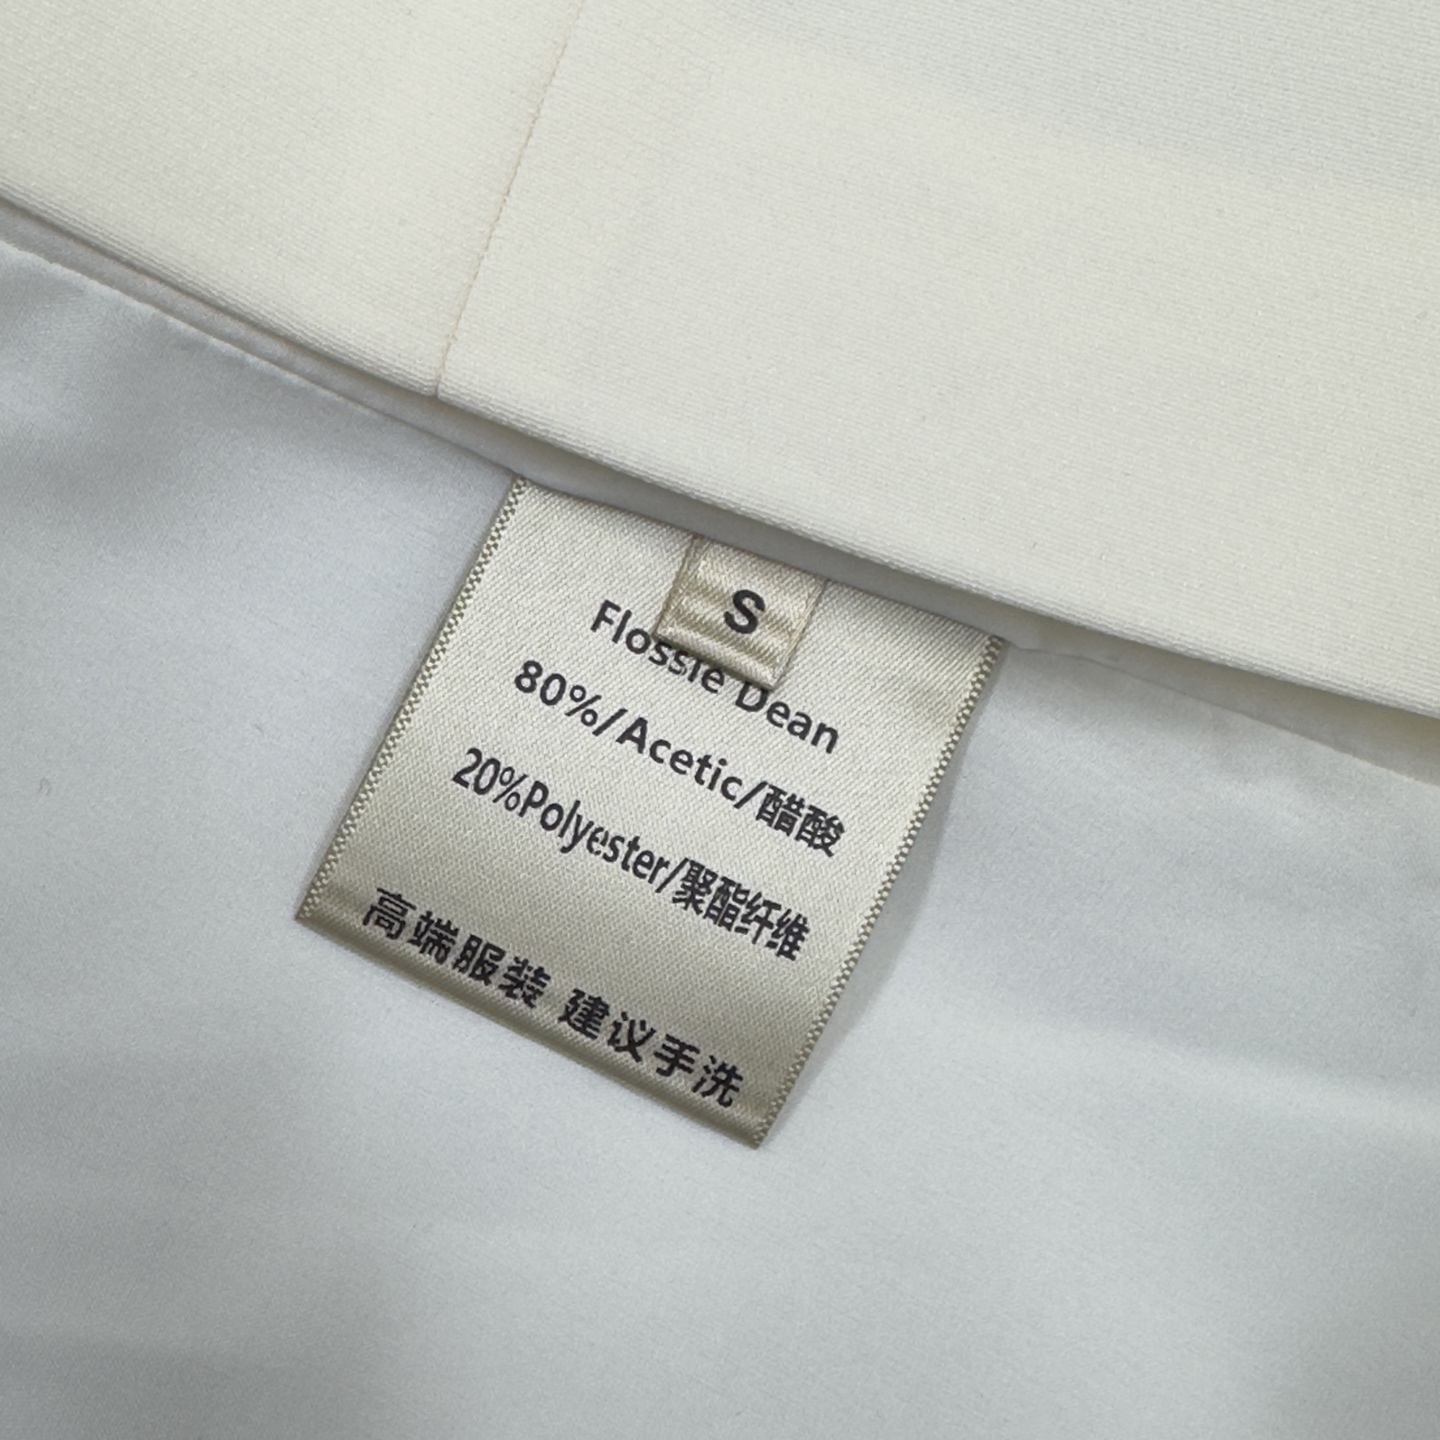 S
Flossie Dean
80%/Acetic/醋酸
20%Polyester/聚酯纤维
高端服装 建议手洗